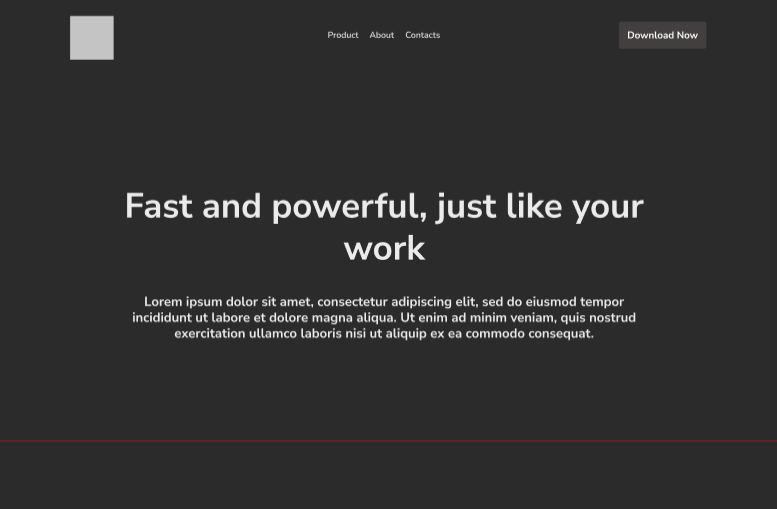 Product About Contacts Download Now
Fast and powerful, just like your
work
Lorem ipsum dolor sit amet, consectetur adipiscing elit, sed do eiusmod tempor
incididunt ut labore et dolore magna aliqua. Ut enim ad minim veniam, quis nostrud
exercitation ullamco laboris nisi ut aliquip ex ea commodo consequat.